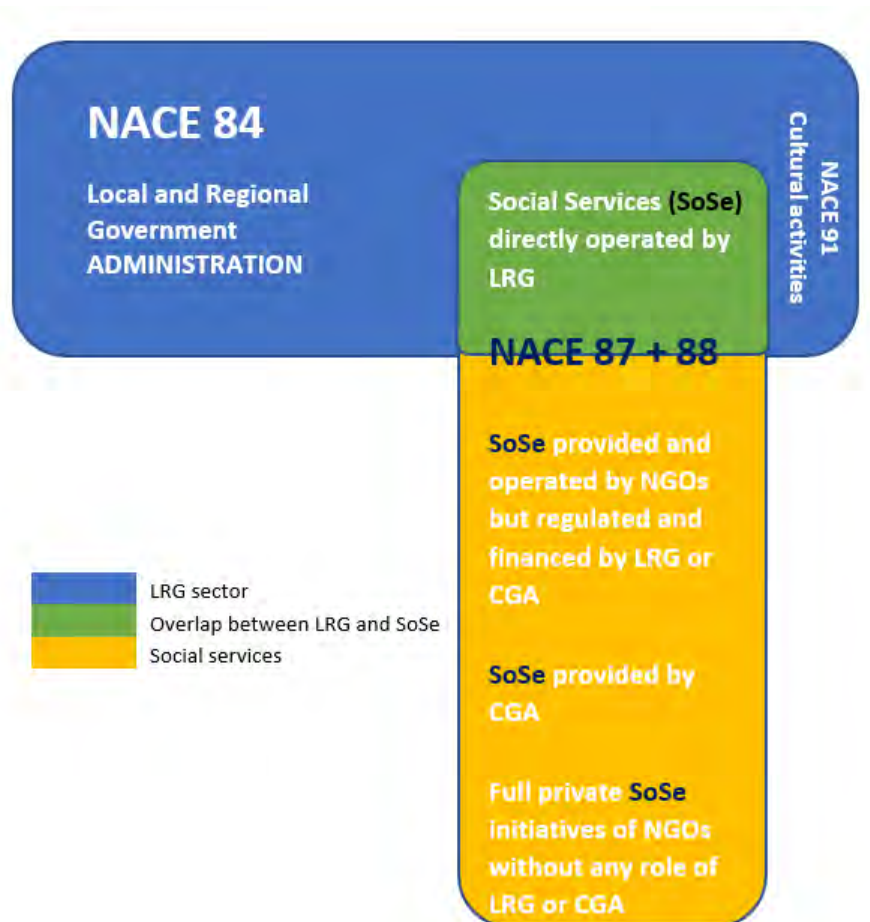 NACE 84
Local and Regional
Government
ADMINISTRATION
NACE 91
Cultural activities
Social Services (SoSe)
directly operated by
LRG
NACE 87 + 88
SoSe provided and
operated by NGOs
but regulated and
financed by LRG or
CGA
SoSe provided by
CGA
Full private SoSe
initiatives of NGOs
without any role of
LRG or CGA
LRG sector
Overlap between LRG and SoSe
Social services